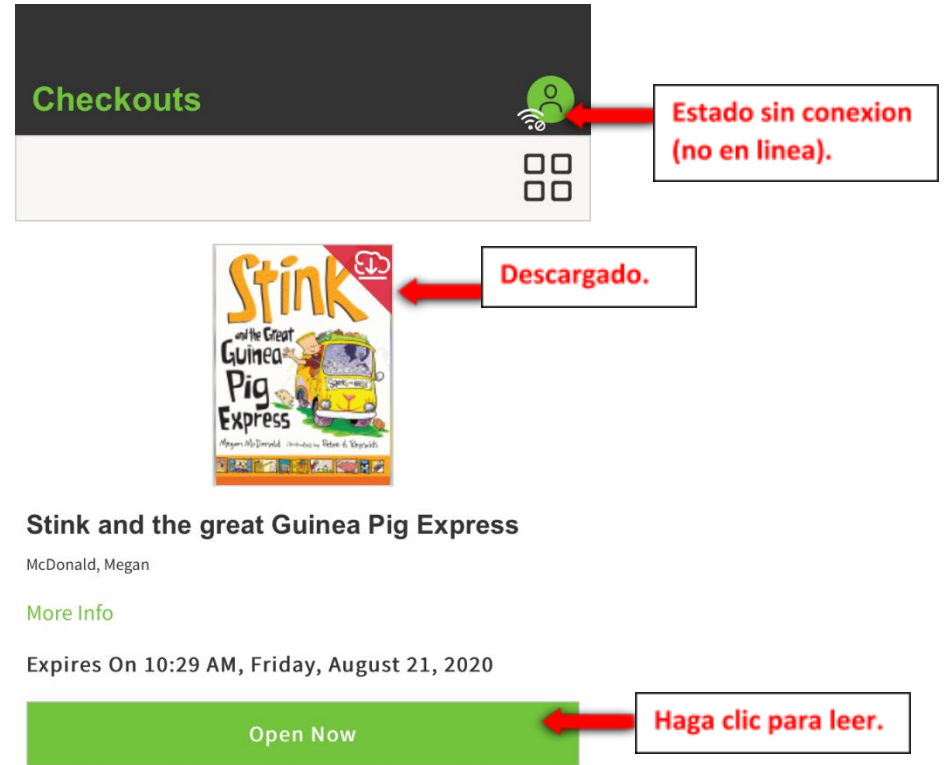 Checkouts
Estado sin conexion
(no en linea).
Descargado.
Stink
and the Great
Guinea
Pig
Express
Megan McDonald illustrated by Peter H. Reynolds
Stink and the great Guinea Pig Express
McDonald, Megan
More Info
Expires On 10:29 AM, Friday, August 21, 2020
Open Now
Haga clic para leer.